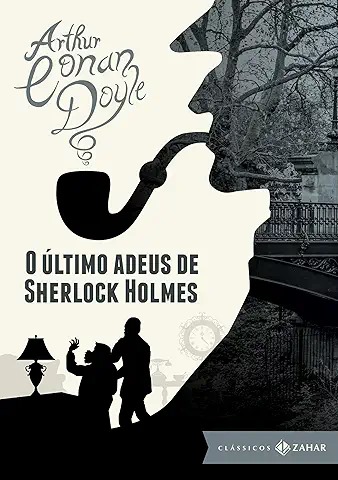 Arthur
Conan
Doyle
O ÚLTIMO ADEUS DE
SHERLOCK HOLMES
CLÁSSICOS ZAHAR